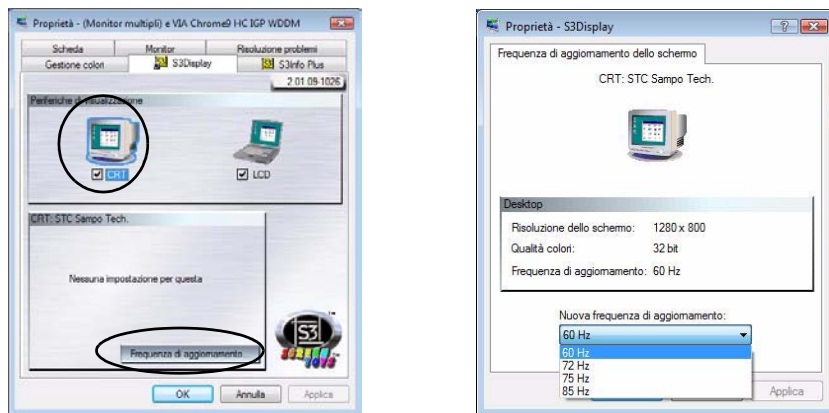 Proprietà - (Monitor multipli) e VIA Chrome9 HC IGP WDDM
Scheda Monitor Risoluzione problemi
Gestione colori S3Display S3Info Plus
2.01.09-1026
Periferiche di visualizzazione
CRT LCD
CRT: STC Sampo Tech.
Nessuna impostazione per questa
S3
SCREEN TOYS
Frequenza di aggiornamento
OK Annulla Applica
Proprietà - S3Display
Frequenza di aggiornamento dello schermo
CRT: STC Sampo Tech.
Desktop
Risoluzione dello schermo: 1280 x 800
Qualità colori: 32 bit
Frequenza di aggiornamento: 60 Hz
Nuova frequenza di aggiornamento:
60 Hz
60 Hz
72 Hz
75 Hz
85 Hz
Applica